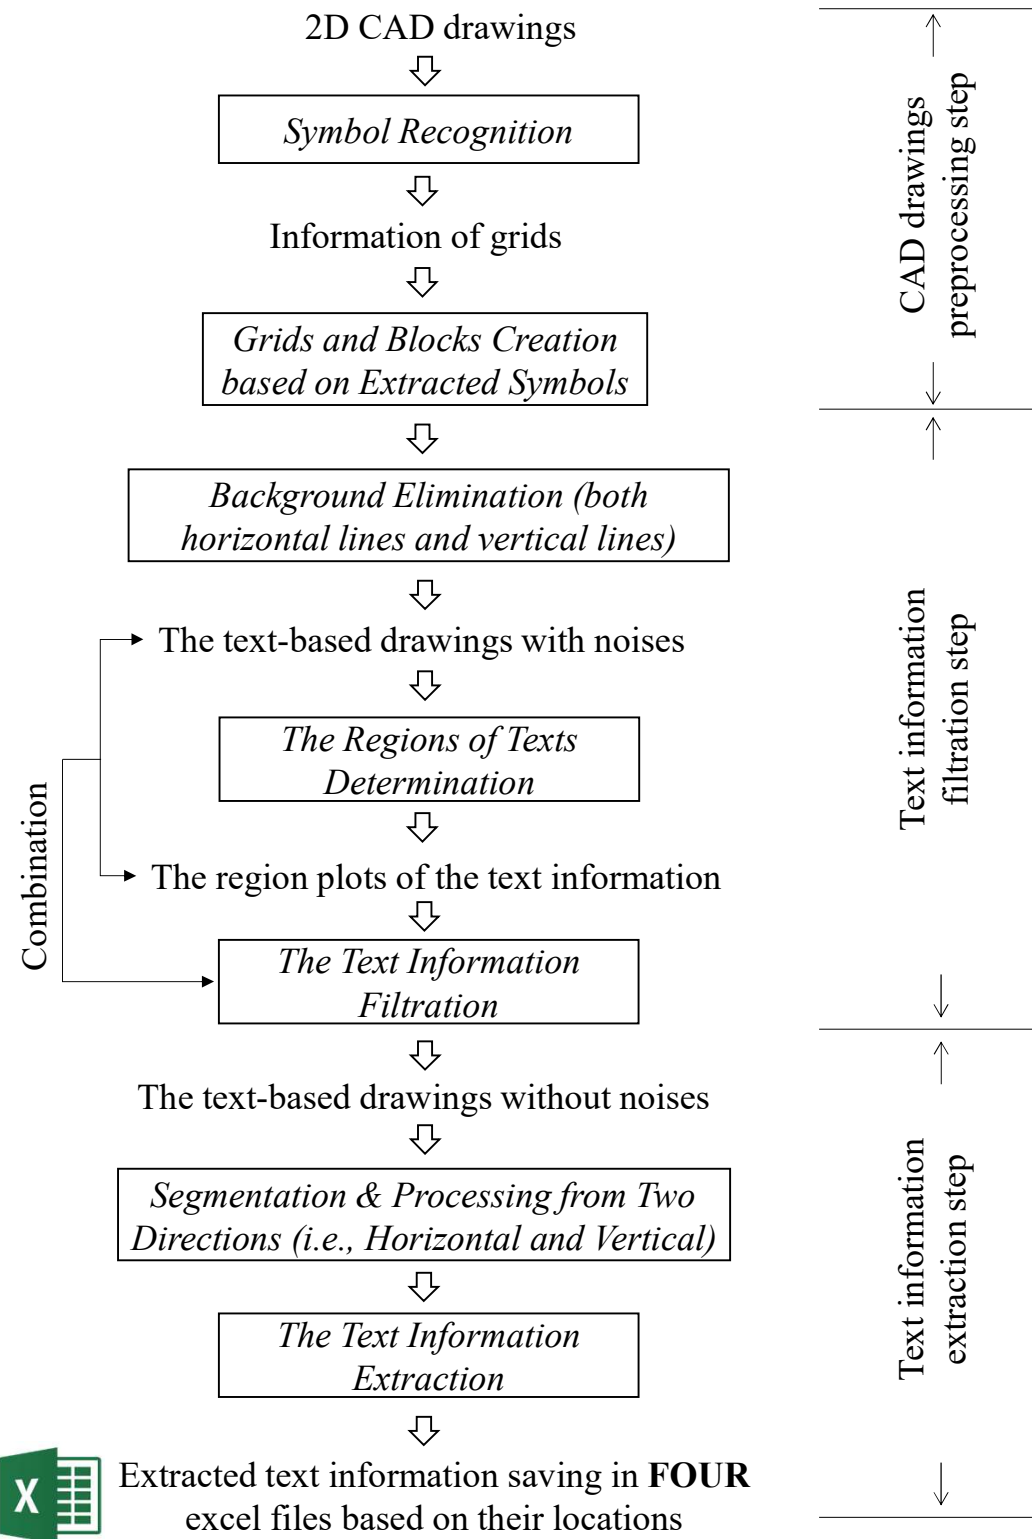 2D CAD drawings
Symbol Recognition
Information of grids
Grids and Blocks Creation
based on Extracted Symbols
CAD drawings
preprocessing step
Background Elimination (both
horizontal lines and vertical lines)
The text-based drawings with noises
The Regions of Texts
Determination
The region plots of the text information
The Text Information
Filtration
Combination
Text information
filtration step
The text-based drawings without noises
Segmentation & Processing from Two
Directions (i.e., Horizontal and Vertical)
The Text Information
Extraction
Text information
extraction step
X
Extracted text information saving in FOUR
excel files based on their locations